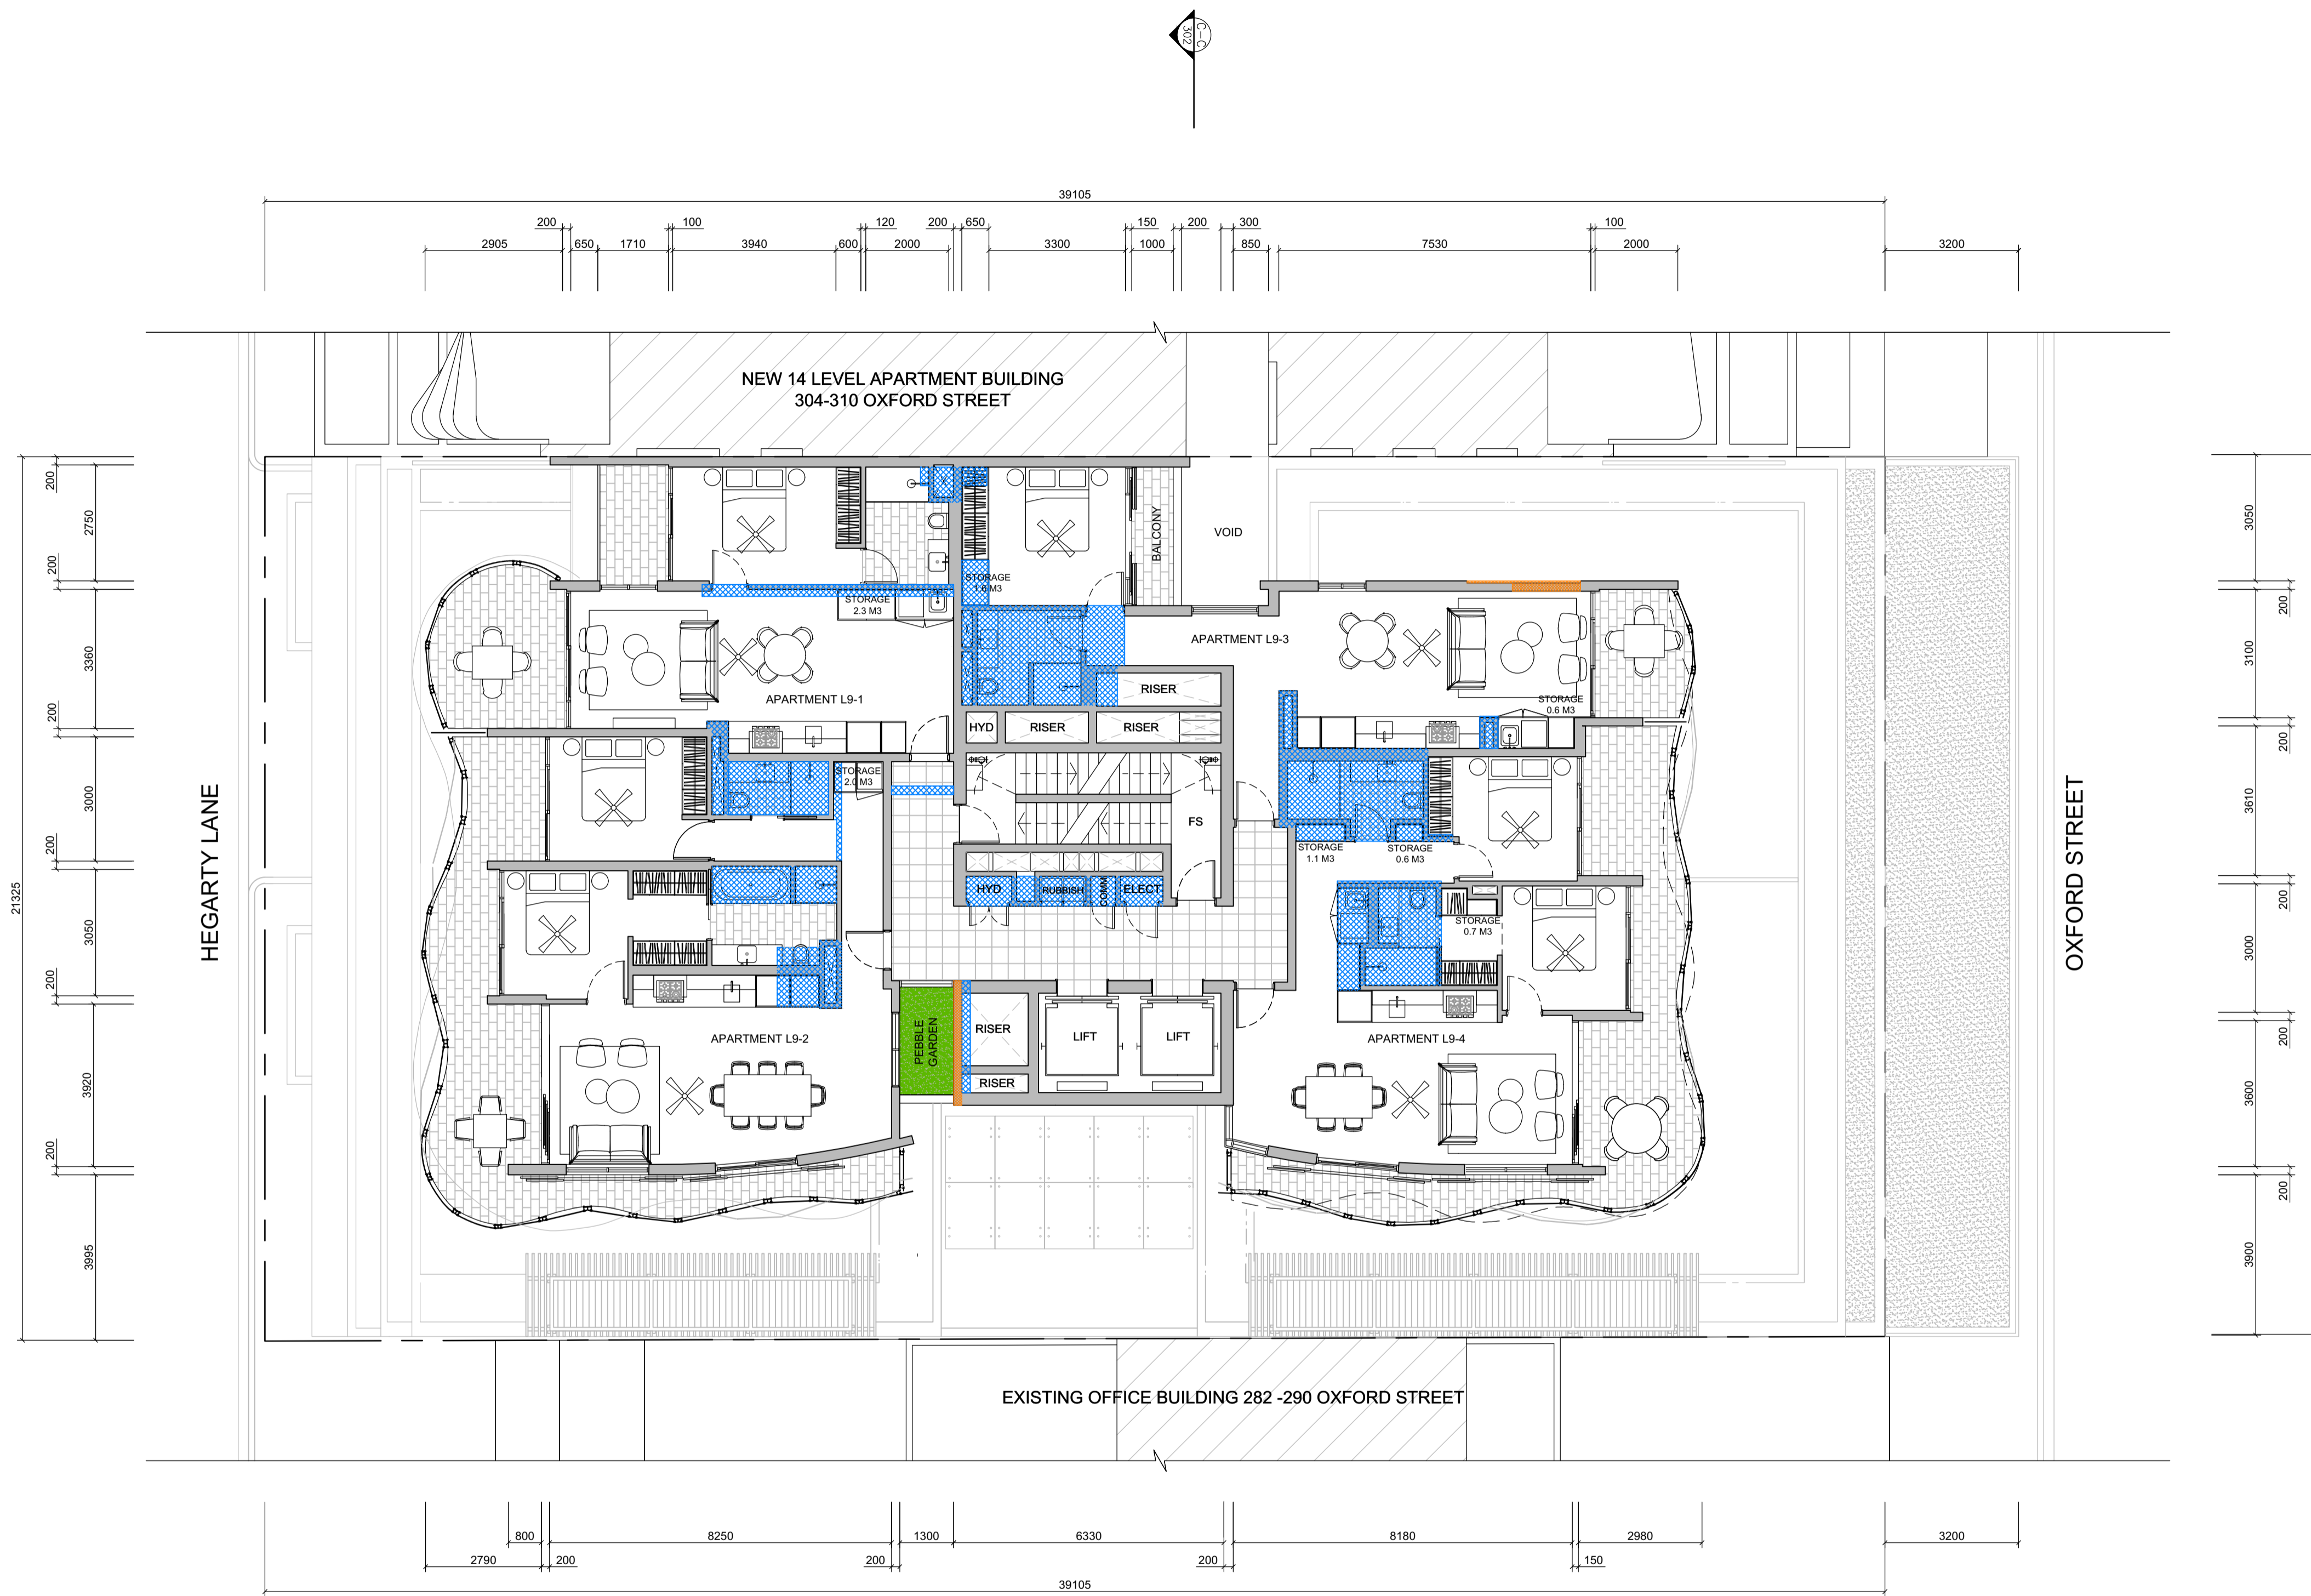 C-C
302
39105
200
100
120
200
650
150
200
300
100
2905
650
1710
3940
600
2000
3300
1000
850
7530
2000
3200
NEW 14 LEVEL APARTMENT BUILDING
304-310 OXFORD STREET
21325
200
2750
200
3360
200
3000
200
3050
200
3920
200
3995
HEGARTY LANE
BALCONY
VOID
STORAGE
1.6 M3
STORAGE
2.3 M3
APARTMENT L9-1
APARTMENT L9-3
RISER
HYD
RISER
RISER
STORAGE
0.6 M3
STORAGE
2.0 M3
FS
STORAGE
1.1 M3
STORAGE
0.6 M3
HYD
RUBBISH
COMM
ELECT
STORAGE
0.7 M3
PEBBLE
GARDEN
RISER
RISER
LIFT
LIFT
APARTMENT L9-2
APARTMENT L9-4
OXFORD STREET
3050
200
3100
200
3610
200
3000
200
3600
200
3900
EXISTING OFFICE BUILDING 282 -290 OXFORD STREET
800
8250
1300
6330
8180
2980
3200
2790
200
200
200
150
39105